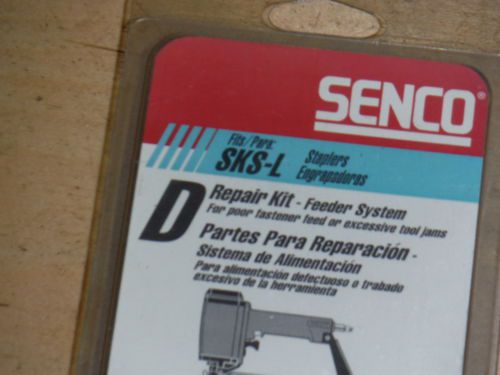 SENCO®
Fits/Para:
SKS-L
Staplers
Engrapadoras
D
Repair Kit - Feeder System
For poor fastener feed or excessive tool jams
Partes Para Reparación -
Sistema de Alimentación
Para alimentación defectuoso o trabado
excesivo de la herramienta